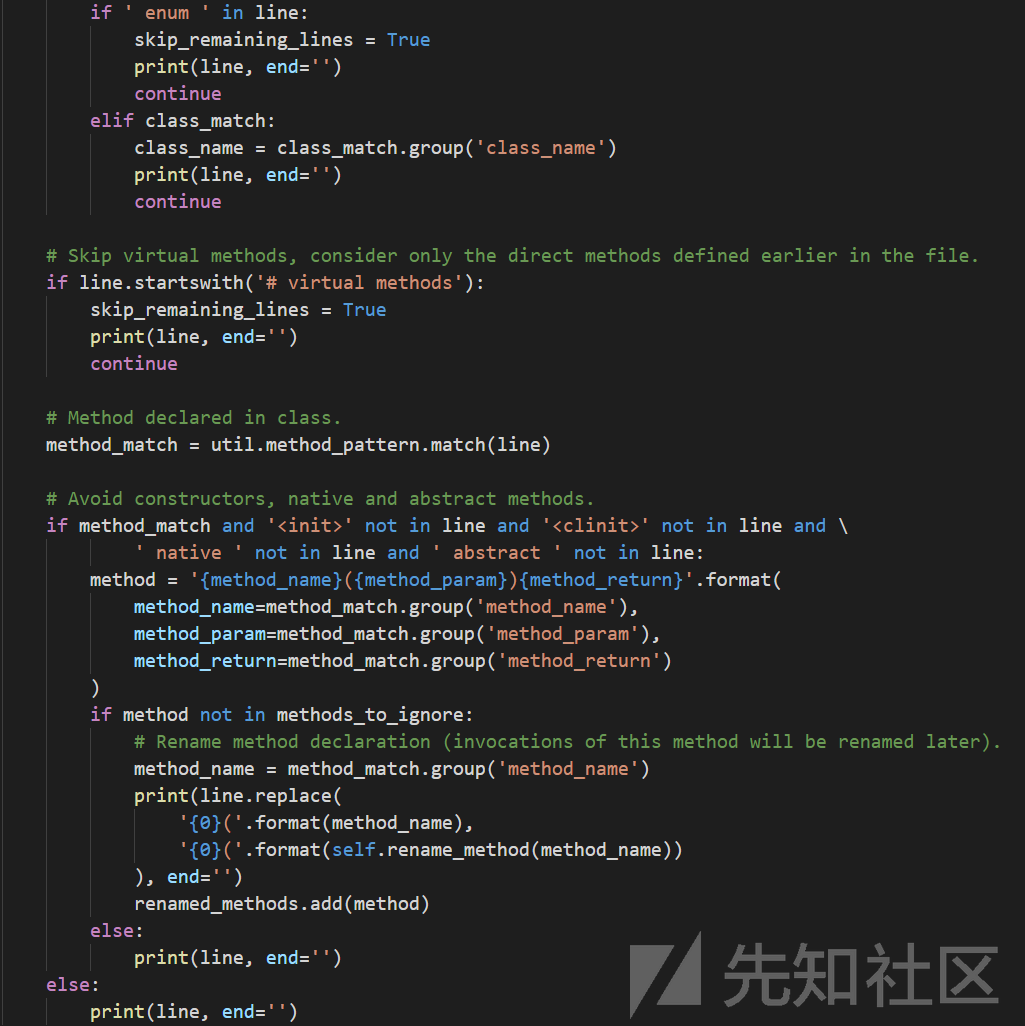 if ' enum ' in line:
skip_remaining_lines = True
print(line, end='')
continue
elif class_match:
class_name = class_match.group('class_name')
print(line, end='')
continue
# Skip virtual methods, consider only the direct methods defined earlier in the file.
if line.startswith('# virtual methods'):
skip_remaining_lines = True
print(line, end='')
continue
# Method declared in class.
method_match = util.method_pattern.match(line)
# Avoid constructors, native and abstract methods.
if method_match and '<init>' not in line and '<clinit>' not in line and \
' native ' not in line and ' abstract ' not in line:
method = '{method_name}({method_param}){method_return}'.format(
method_name=method_match.group('method_name'),
method_param=method_match.group('method_param'),
method_return=method_match.group('method_return')
)
if method not in methods_to_ignore:
# Rename method declaration (invocations of this method will be renamed later).
method_name = method_match.group('method_name')
print(line.replace(
'{0}('.format(method_name),
'{0}('.format(self.rename_method(method_name))
), end='')
renamed_methods.add(method)
else:
print(line, end='')
else:
print(line, end='')
先知社区